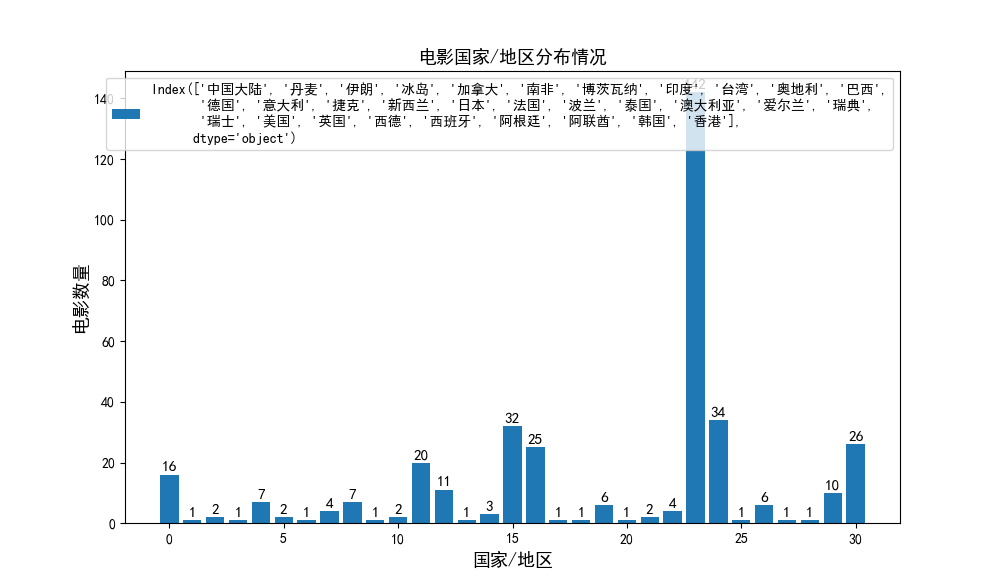 电影国家/地区分布情况
Index(['中国大陆', '丹麦', '伊朗', '冰岛', '加拿大', '南非', '博茨瓦纳', '印度', '台湾', '奥地利', '巴西',
'德国', '意大利', '捷克', '新西兰', '日本', '法国', '波兰', '泰国', '澳大利亚', '爱尔兰', '瑞典',
'瑞士', '美国', '英国', '西德', '西班牙', '阿根廷', '阿联酋', '韩国', '香港'],
dtype='object')
142
140
120
100
80
60
40
20
0
电影数量
16 1 2 1 7 2 1 4 7 1 2 20 11 1 3 32 25 1 1 6 1 2 4 34 1 6 1 1 10 26
0 5 10 15 20 25 30
国家/地区